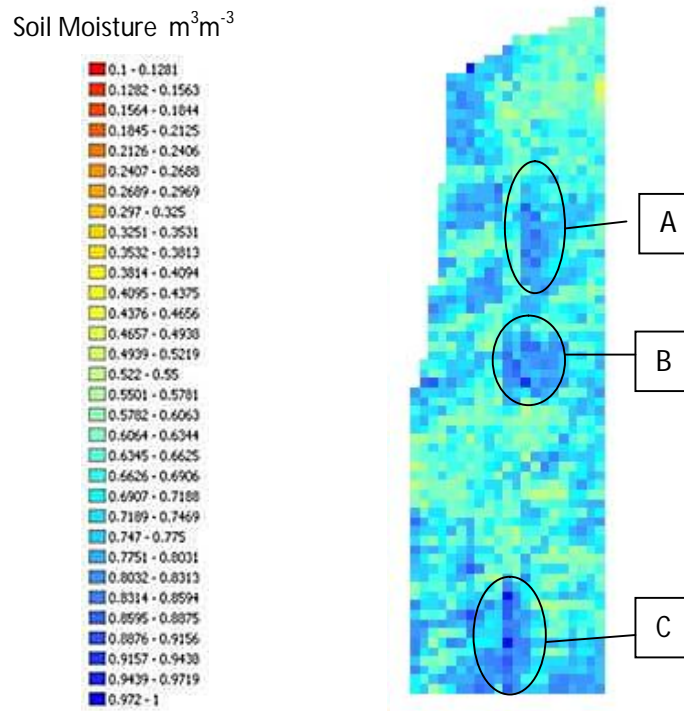 Soil Moisture m³m⁻³
0.1 - 0.1281
0.1282 - 0.1563
0.1564 - 0.1844
0.1845 - 0.2125
0.2126 - 0.2406
0.2407 - 0.2688
0.2689 - 0.2969
0.297 - 0.325
0.3251 - 0.3531
0.3532 - 0.3813
0.3814 - 0.4094
0.4095 - 0.4375
0.4376 - 0.4656
0.4657 - 0.4938
0.4939 - 0.5219
0.522 - 0.55
0.5501 - 0.5781
0.5782 - 0.6063
0.6064 - 0.6344
0.6345 - 0.6625
0.6626 - 0.6906
0.6907 - 0.7188
0.7189 - 0.7469
0.747 - 0.775
0.7751 - 0.8031
0.8032 - 0.8313
0.8314 - 0.8594
0.8595 - 0.8875
0.8876 - 0.9156
0.9157 - 0.9438
0.9439 - 0.9719
0.972 - 1
A
B
C